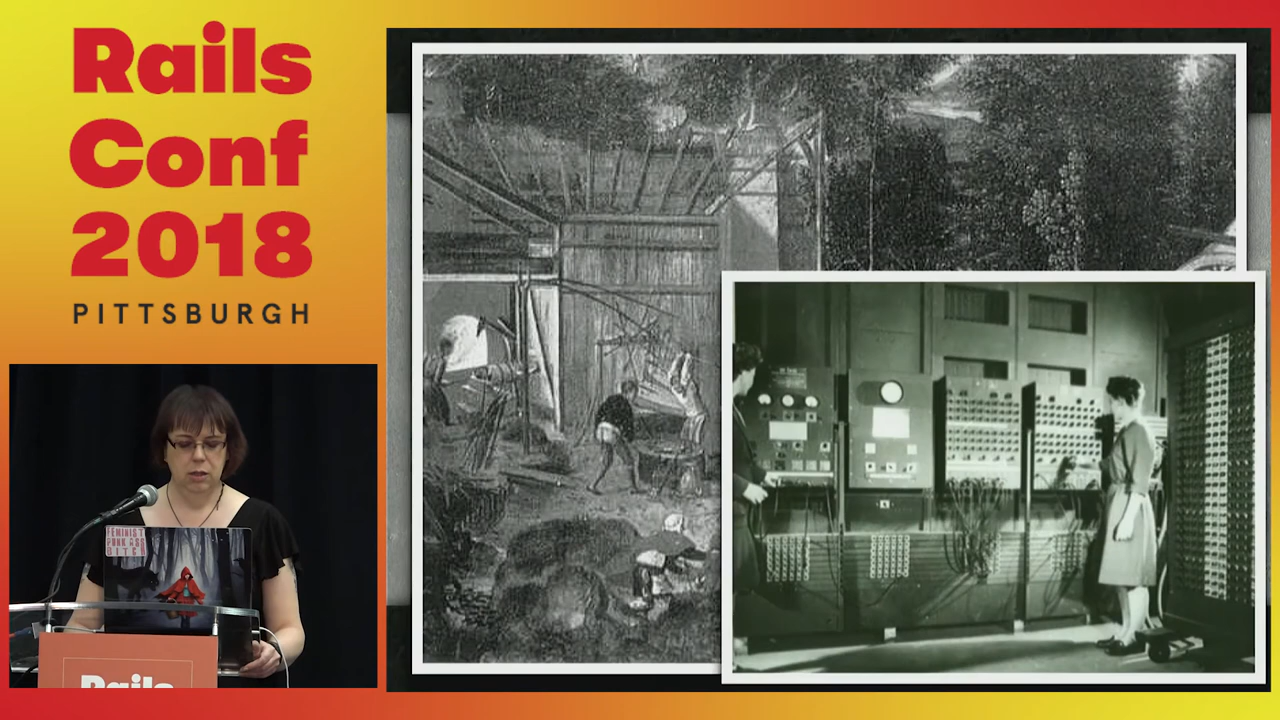 Rails
Conf
2018
PITTSBURGH
FEMINIST
PUNK ASS
BITCH
Rails